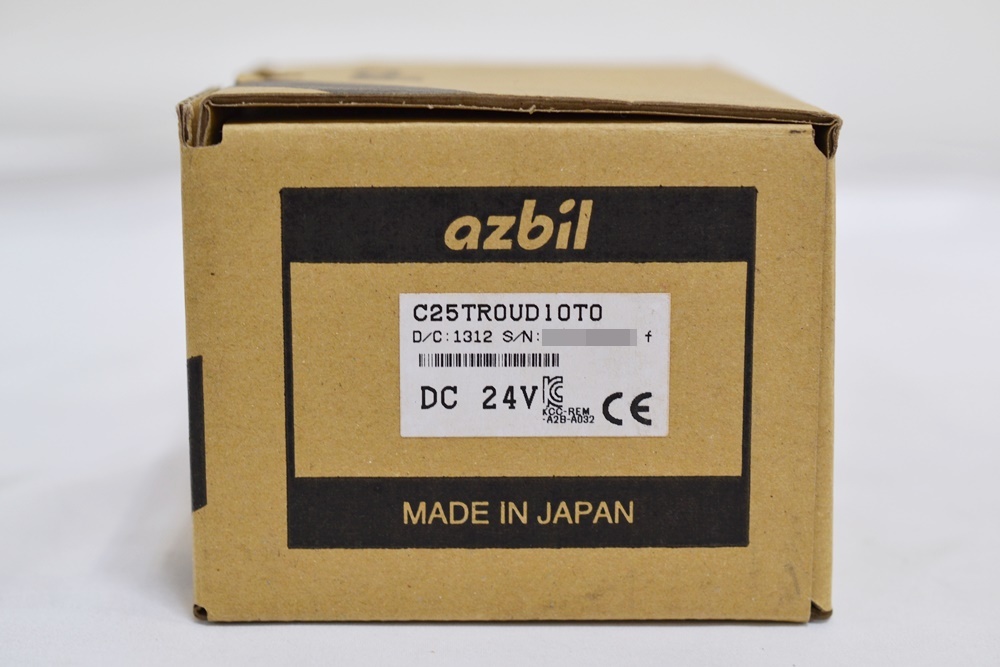 azbil
C25TR0UD10T0
D/C:1312 S/N: f
DC 24V
KCC-REM
-A2B-A032
CE
MADE IN JAPAN